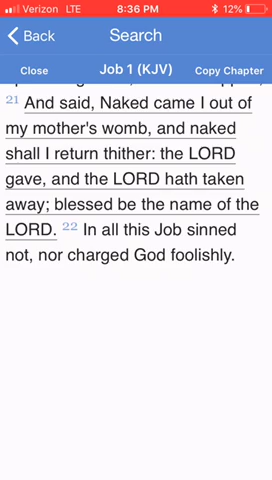 Verizon LTE 8:36 PM 12%
Back Search
Close Job 1 (KJV) Copy Chapter
21 And said, Naked came I out of
my mother's womb, and naked
shall I return thither: the LORD
gave, and the LORD hath taken
away; blessed be the name of the
LORD. 22 In all this Job sinned
not, nor charged God foolishly.